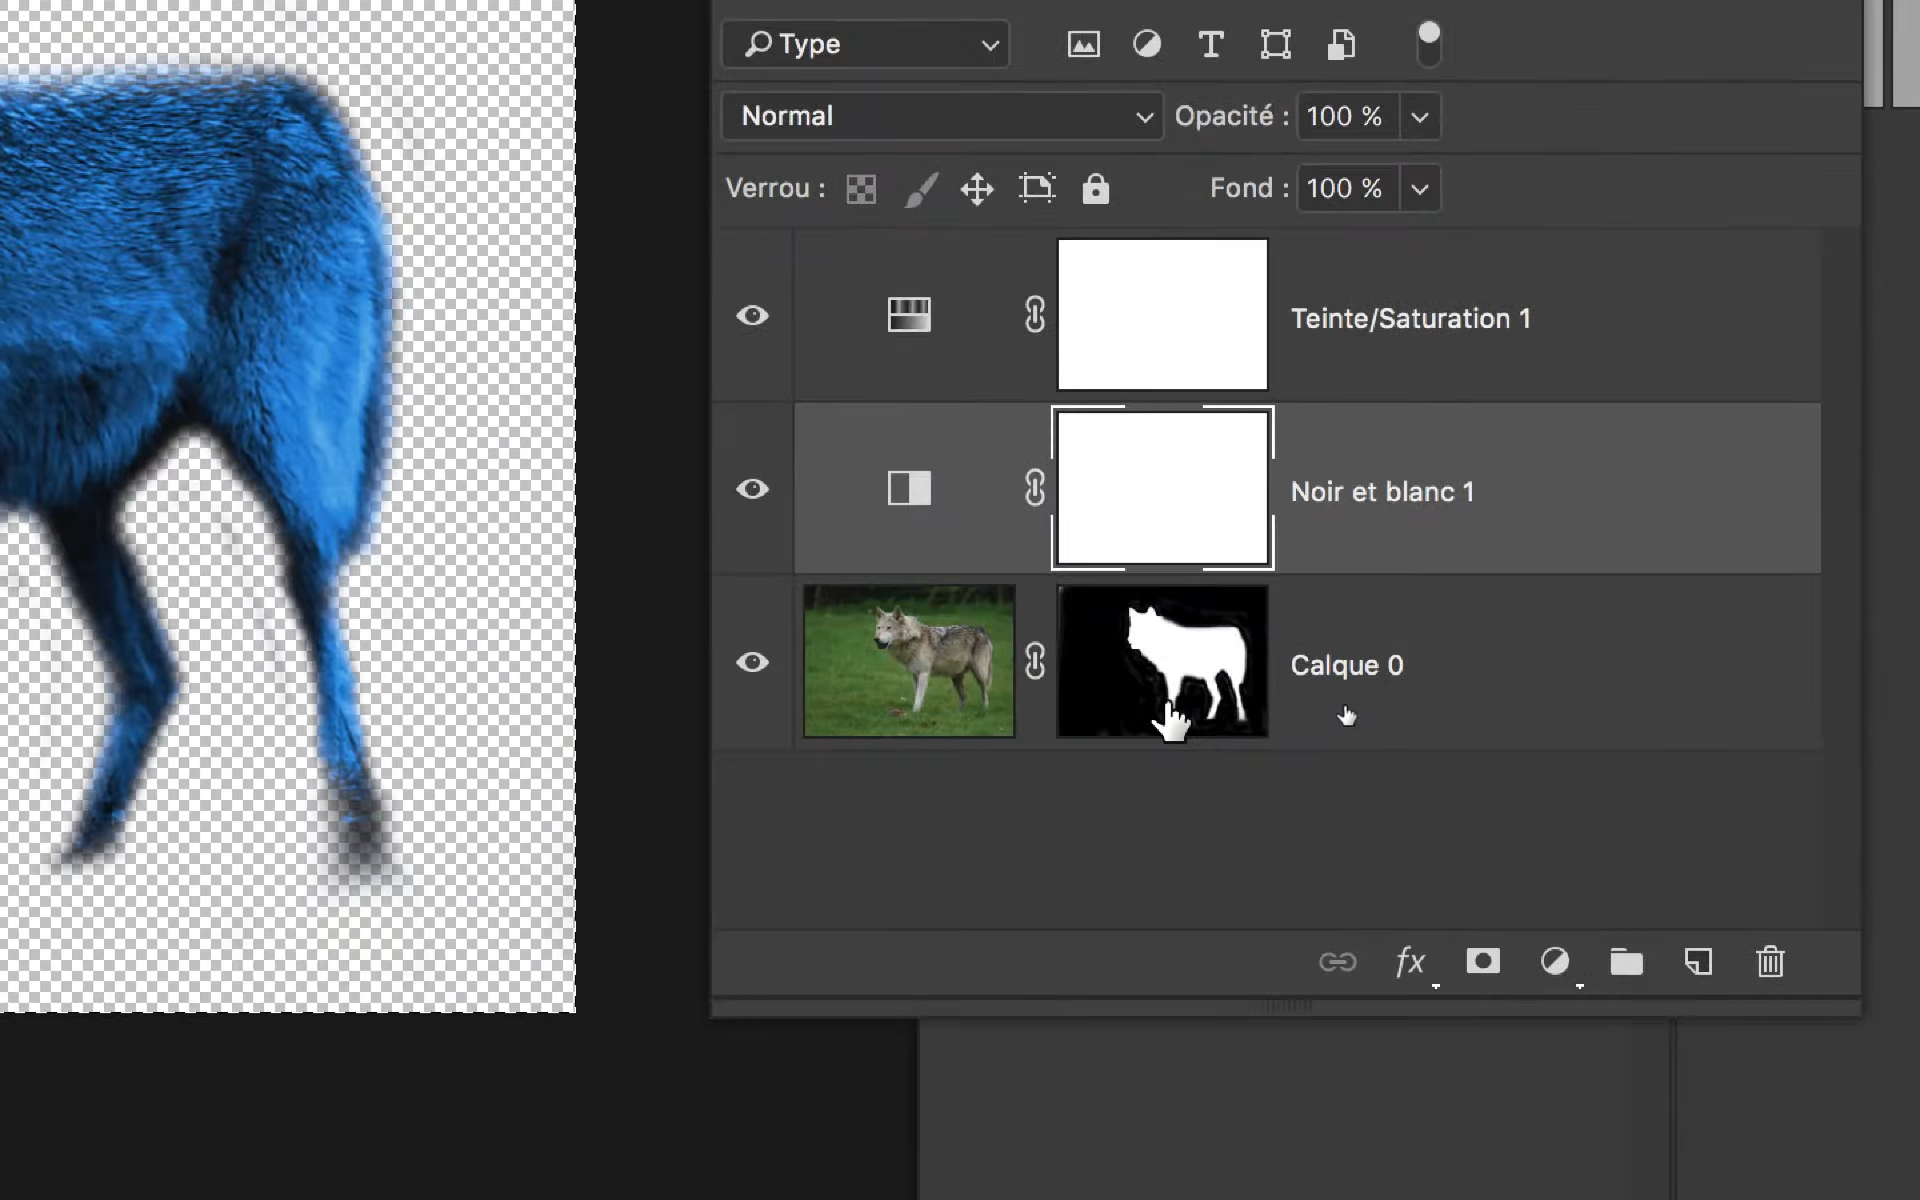 Type
T
Normal Opacité : 100 %
Verrou : Fond : 100 %
Teinte/Saturation 1
Noir et blanc 1
Calque 0
fx